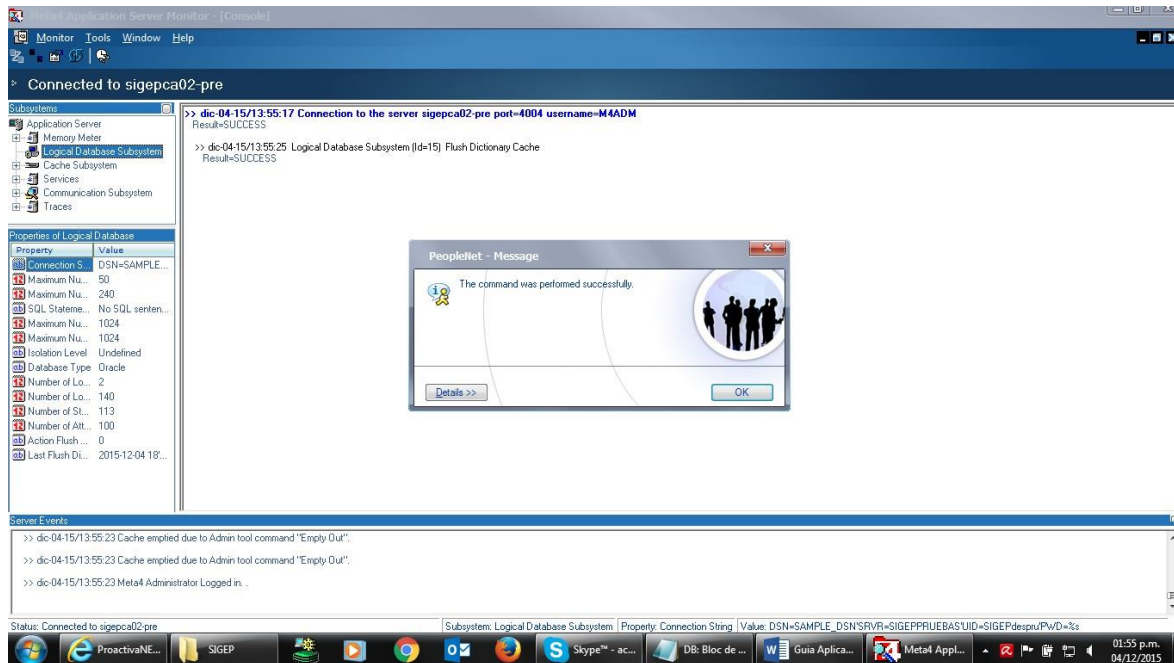 Meta4 Application Server Monitor - [Console]
Monitor Tools Window Help
Connected to sigepca02-pre
Subsystems
Application Server
Memory Meter
Logical Database Subsystem
Cache Subsystem
Services
Communication Subsystem
Traces
>> dic-04-15/13:55:17 Connection to the server sigepca02-pre port=4004 username=M4ADM
Result=SUCCESS
>> dic-04-15/13:55:25 Logical Database Subsystem (Id=15) Flush Dictionary Cache
Result=SUCCESS
Properties of Logical Database
Property Value
Connection S... DSN=SAMPLE...
Maximum Nu... 50
Maximum Nu... 240
SQL Stateme... No SQL senten...
Maximum Nu... 1024
Maximum Nu... 1024
Isolation Level Undefined
Database Type Oracle
Number of Lo... 2
Number of Lo... 140
Number of St... 113
Number of Att... 100
Action Flush ... 0
Last Flush Di... 2015-12-04 18'...
PeopleNet - Message
The command was performed successfully.
Details >> OK
Server Events
>> dic-04-15/13:55:23 Cache emptied due to Admin tool command "Empty Out".
>> dic-04-15/13:55:23 Cache emptied due to Admin tool command "Empty Out".
>> dic-04-15/13:55:23 Meta4 Administrator Logged in. .
Status: Connected to sigepca02-pre Subsystem: Logical Database Subsystem Property: Connection String Value: DSN=SAMPLE_DSN'SRVR=SIGEPPRUEBAS'UID=SIGEPdespru'PWD=%s
ProactivaNE... SIGEP Skype™ - ac... DB: Bloc de ... Guia Aplica... Meta4 Appl... 01:55 p.m.
04/12/2015